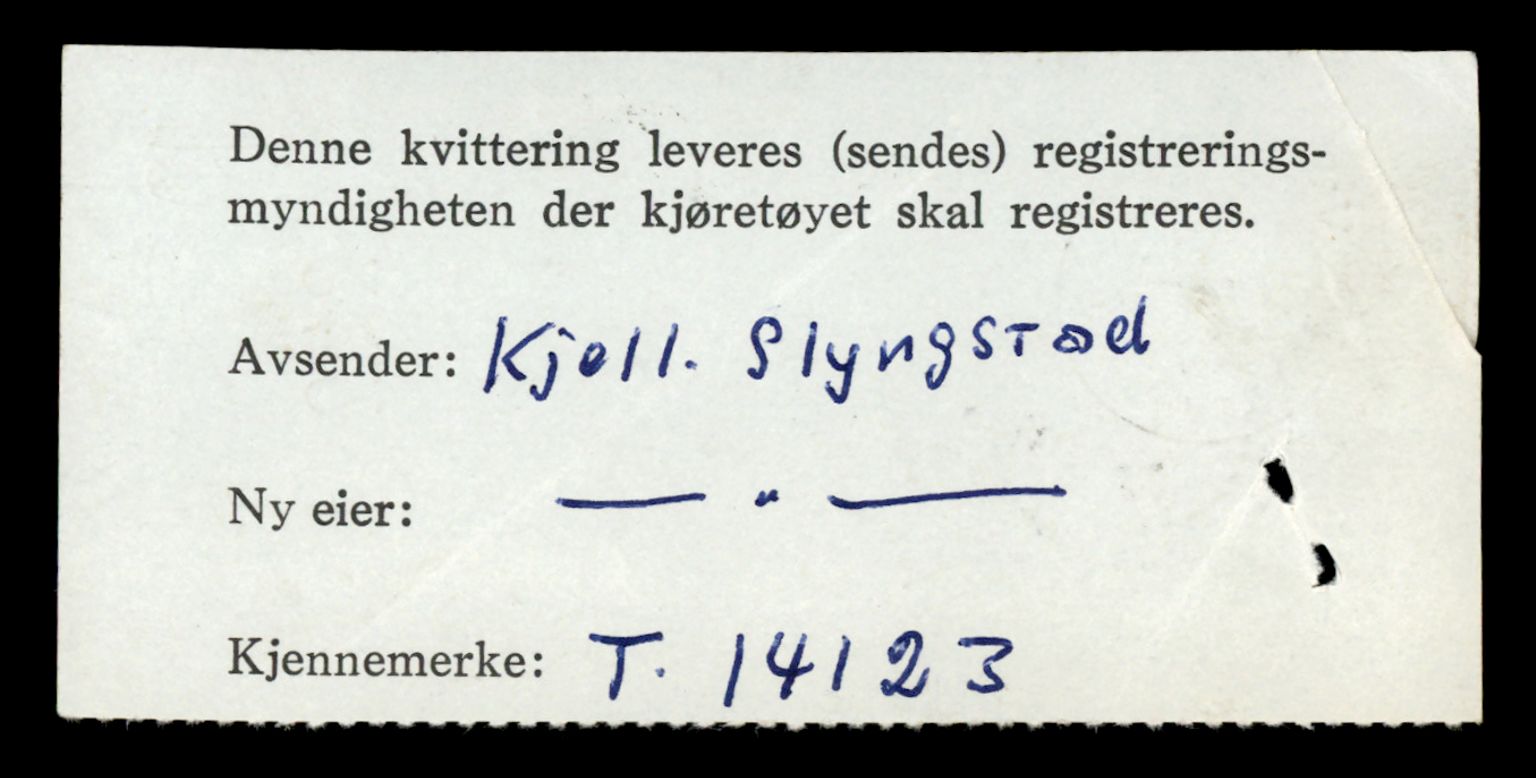 Denne kvittering leveres (sendes) registrerings-
myndigheten der kjøretøyet skal registreres.
Avsender: Kjell. Slyngstad
Ny eier: — " —
Kjennemerke: T. 14123